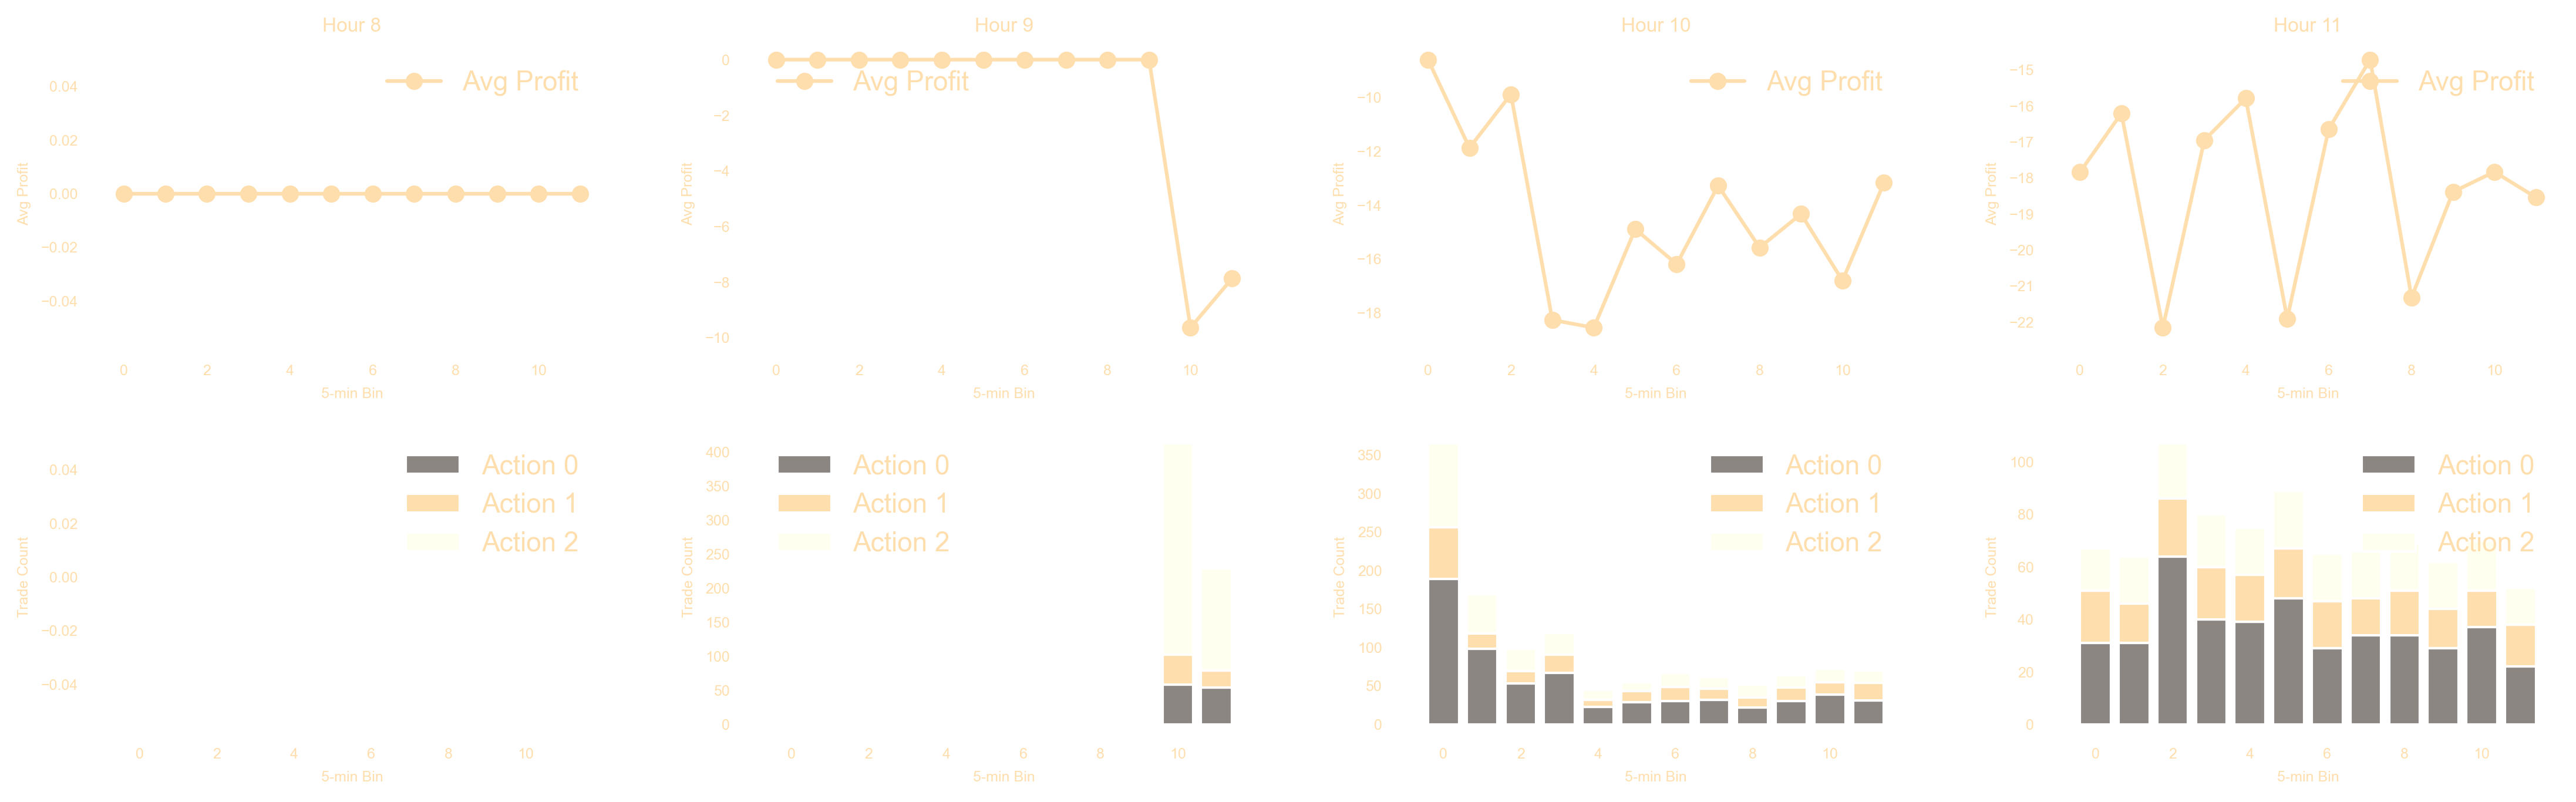 Hour 8
Avg Profit
0.04
0.02
0.00
−0.02
−0.04
Avg Profit
0 2 4 6 8 10
5-min Bin
Hour 9
Avg Profit
0
−2
−4
−6
−8
−10
Avg Profit
0 2 4 6 8 10
5-min Bin
Hour 10
Avg Profit
−10
−12
−14
−16
−18
Avg Profit
0 2 4 6 8 10
5-min Bin
Hour 11
Avg Profit
−15
−16
−17
−18
−19
−20
−21
−22
Avg Profit
0 2 4 6 8 10
5-min Bin
Action 0
Action 1
Action 2
0.04
0.02
0.00
−0.02
−0.04
Trade Count
0 2 4 6 8 10
5-min Bin
Action 0
Action 1
Action 2
400
350
300
250
200
150
100
50
0
Trade Count
0 2 4 6 8 10
5-min Bin
Action 0
Action 1
Action 2
350
300
250
200
150
100
50
0
Trade Count
0 2 4 6 8 10
5-min Bin
Action 0
Action 1
Action 2
100
80
60
40
20
0
Trade Count
0 2 4 6 8 10
5-min Bin